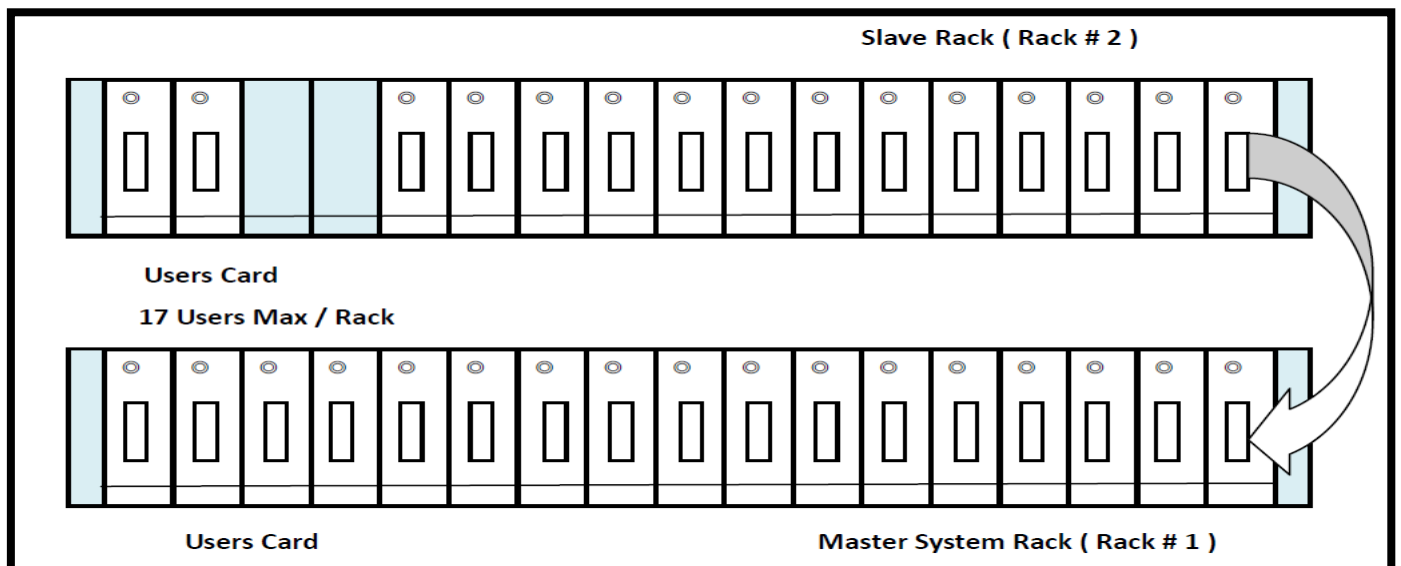 Slave Rack ( Rack # 2 )
Users Card
17 Users Max / Rack
Users Card
Master System Rack ( Rack # 1 )